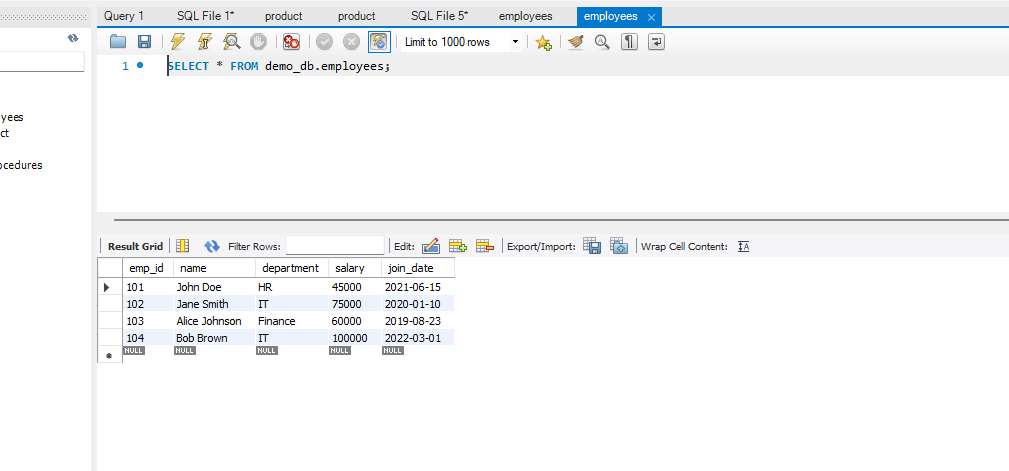 Query 1 SQL File 1* product product SQL File 5* employees employees
Limit to 1000 rows
1 SELECT * FROM demo_db.employees;
yees
ct
ocedures
Result Grid Filter Rows: Edit: Export/Import: Wrap Cell Content: IA
emp_id name department salary join_date
101 John Doe HR 45000 2021-06-15
102 Jane Smith IT 75000 2020-01-10
103 Alice Johnson Finance 60000 2019-08-23
104 Bob Brown IT 100000 2022-03-01
* NULL NULL NULL NULL NULL